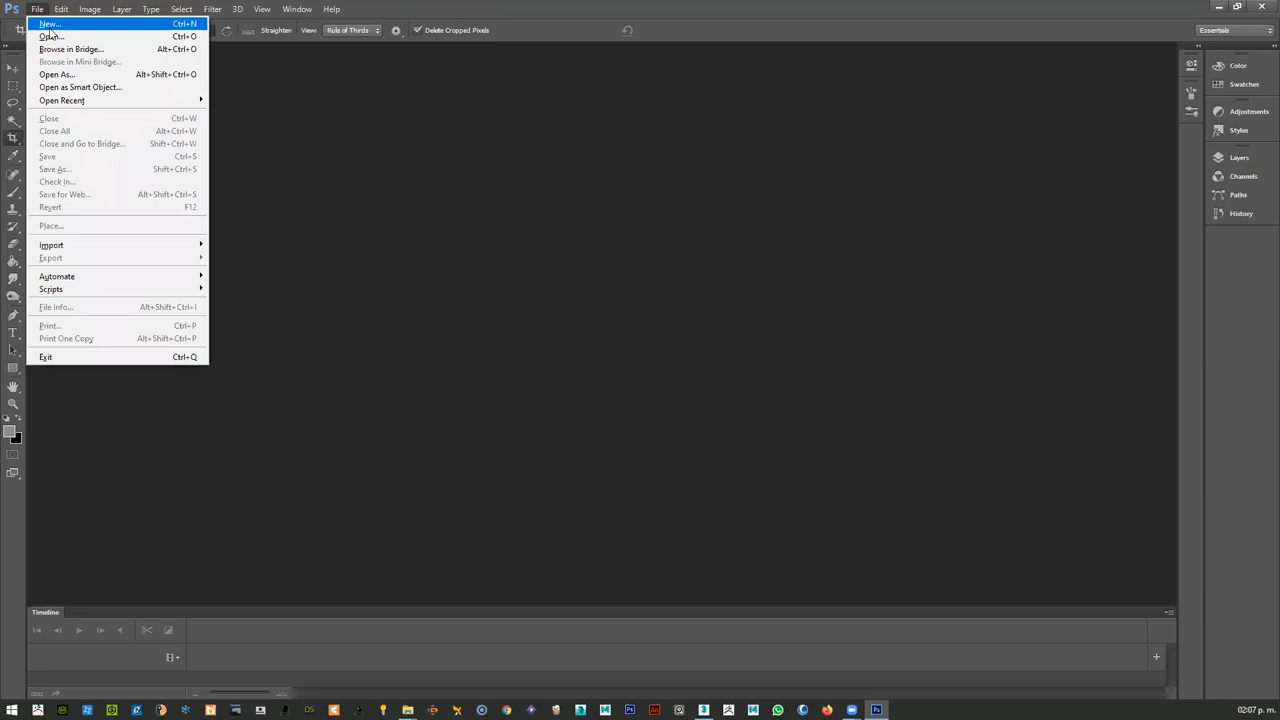 Ps File Edit Image Layer Type Select Filter 3D View Window Help
New... Ctrl+N
Open... Ctrl+O
Browse in Bridge... Alt+Ctrl+O
Browse in Mini Bridge...
Open As... Alt+Shift+Ctrl+O
Open as Smart Object...
Open Recent
Close Ctrl+W
Close All Alt+Ctrl+W
Close and Go to Bridge... Shift+Ctrl+W
Save Ctrl+S
Save As... Shift+Ctrl+S
Check In...
Save for Web... Alt+Shift+Ctrl+S
Revert F12
Place...
Import
Export
Automate
Scripts
File Info... Alt+Shift+Ctrl+I
Print... Ctrl+P
Print One Copy Alt+Shift+Ctrl+P
Exit Ctrl+Q
Straighten View: Rule of Thirds Delete Cropped Pixels Essentials
Color
Swatches
Adjustments
Styles
Layers
Channels
Paths
History
Timeline
02:07 p. m.